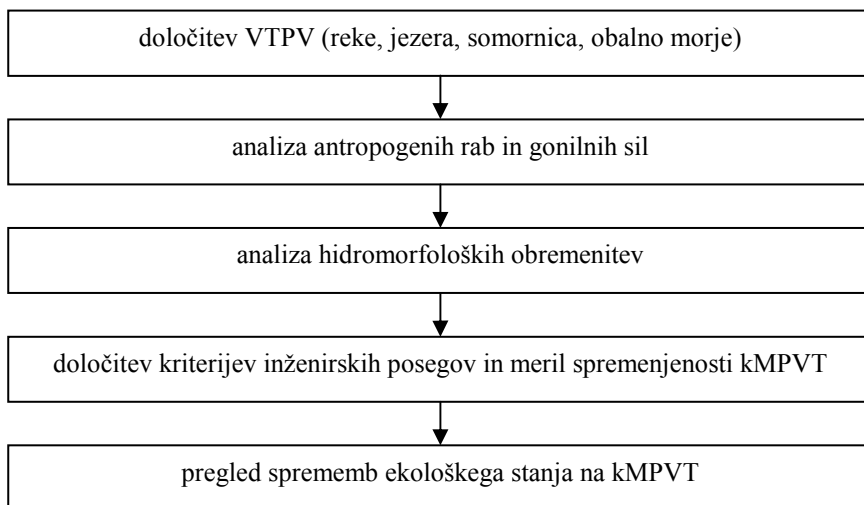 določitev VTPV (reke, jezera, somornica, obalno morje)
analiza antropogenih rab in gonilnih sil
analiza hidromorfoloških obremenitev
določitev kriterijev inženirskih posegov in meril spremenjenosti kMPVT
pregled sprememb ekološkega stanja na kMPVT